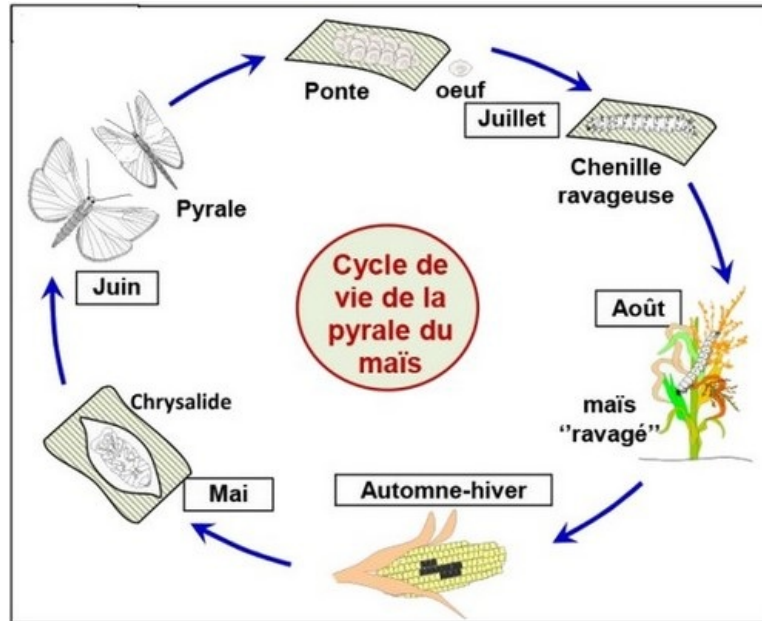 Ponte
oeuf
Juillet
Chenille
ravageuse
Pyrale
Juin
Cycle de
vie de la
pyrale du
maïs
Août
maïs
‘’ravagé’’
Chrysalide
Mai
Automne-hiver